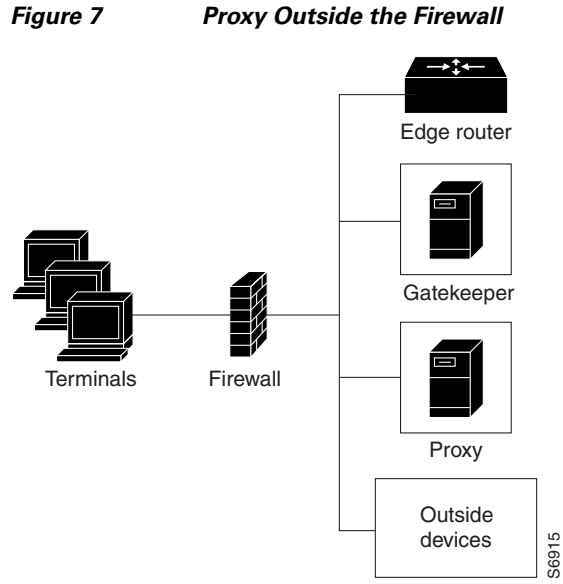 Figure 7 Proxy Outside the Firewall
Edge router
Gatekeeper
Terminals
Firewall
Proxy
Outside
devices
S6915